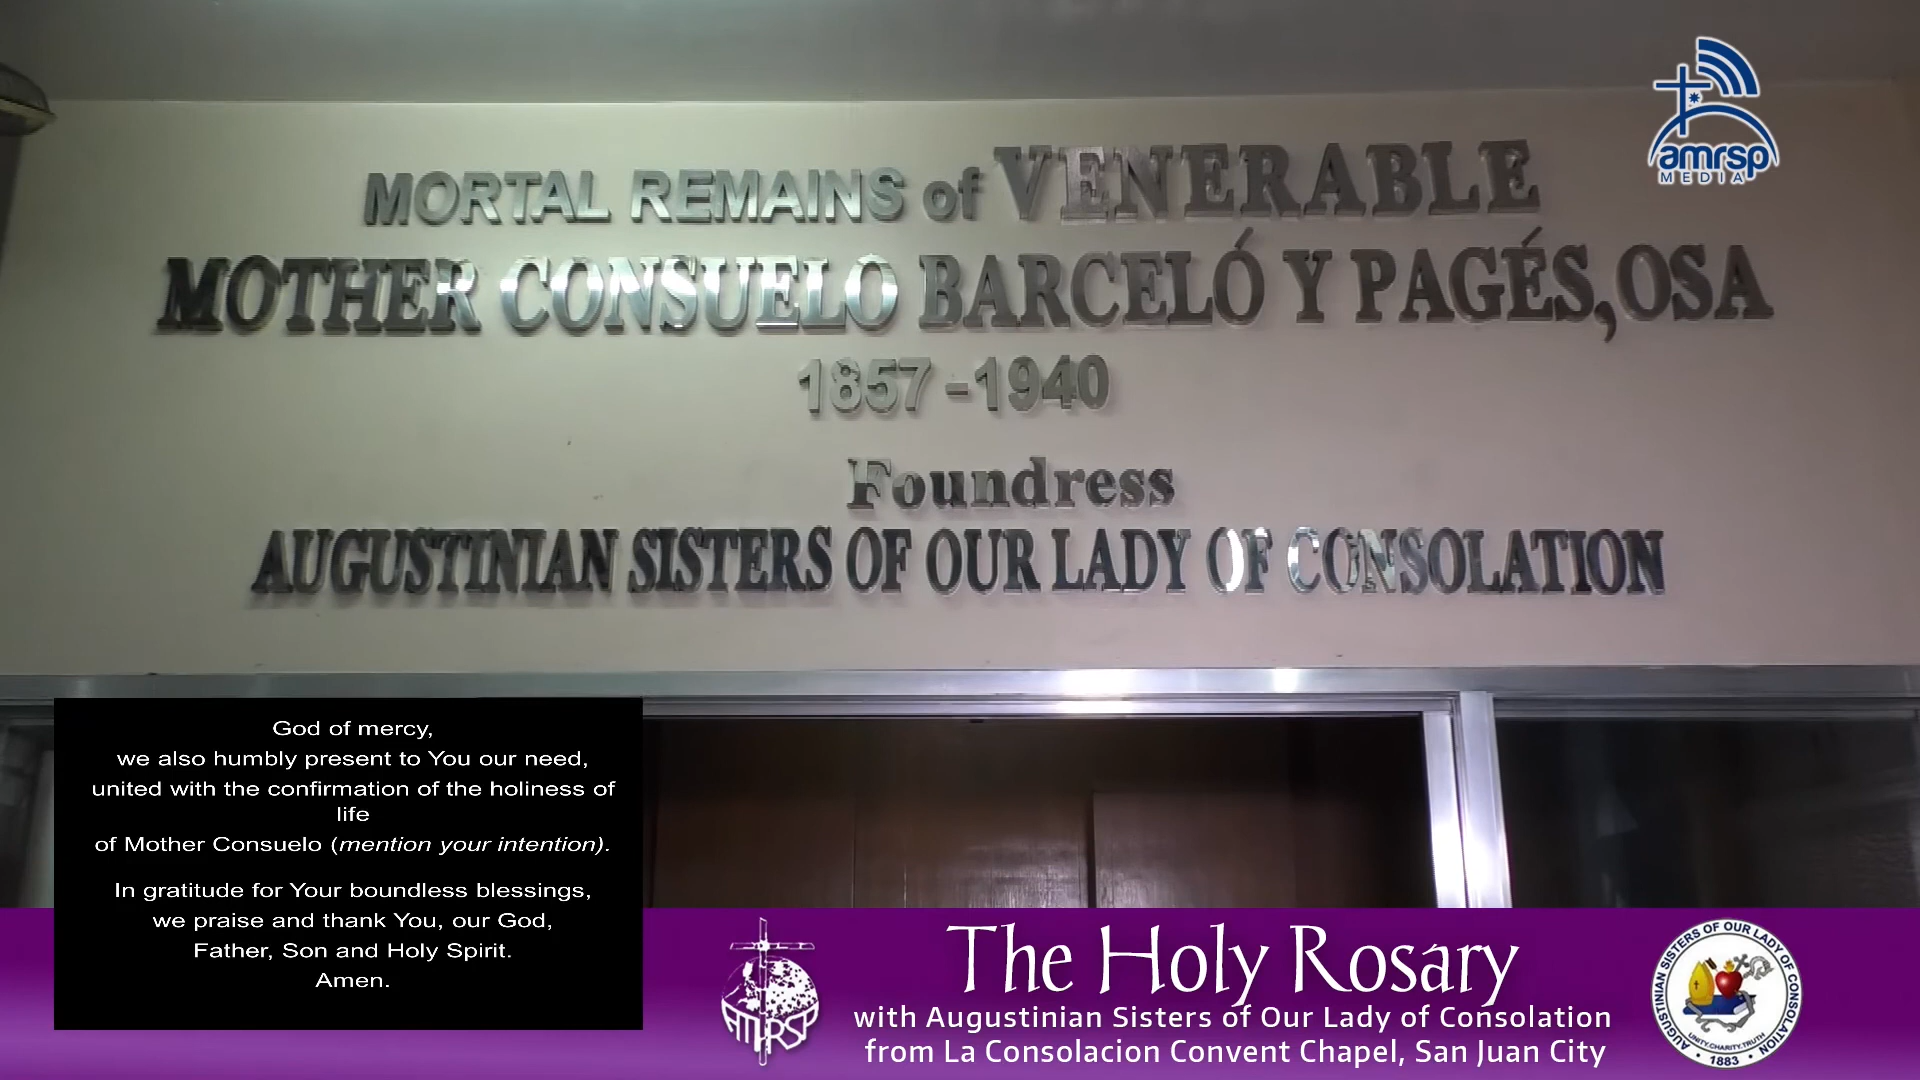 amrsp
MEDIA
MORTAL REMAINS of VENERABLE
MOTHER CONSUELO BARCELÓ Y PAGÉS, OSA
1857-1940
Foundress
AUGUSTINIAN SISTERS OF OUR LADY OF CONSOLATION
God of mercy,
we also humbly present to You our need,
united with the confirmation of the holiness of
life
of Mother Consuelo (mention your intention).
In gratitude for Your boundless blessings,
we praise and thank You, our God,
Father, Son and Holy Spirit.
Amen.
AMRSP
The Holy Rosary
with Augustinian Sisters of Our Lady of Consolation
from La Consolacion Convent Chapel, San Juan City
AUGUSTINIAN SISTERS OF OUR LADY OF CONSOLATION
UNITY.CHARITY.TRUTH
• 1883 •